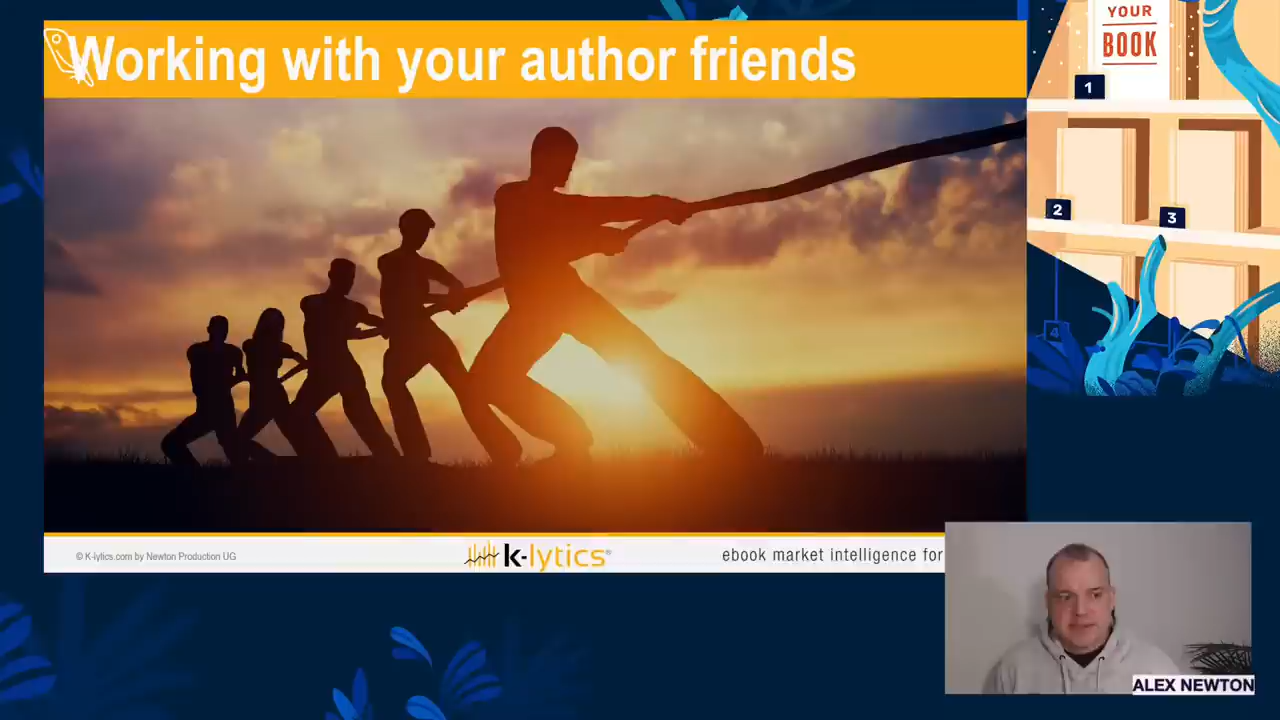 Working with your author friends
YOUR
BOOK
1
2
3
4
© K-lytics.com by Newton Production UG
k-lytics®
ebook market intelligence for
ALEX NEWTON